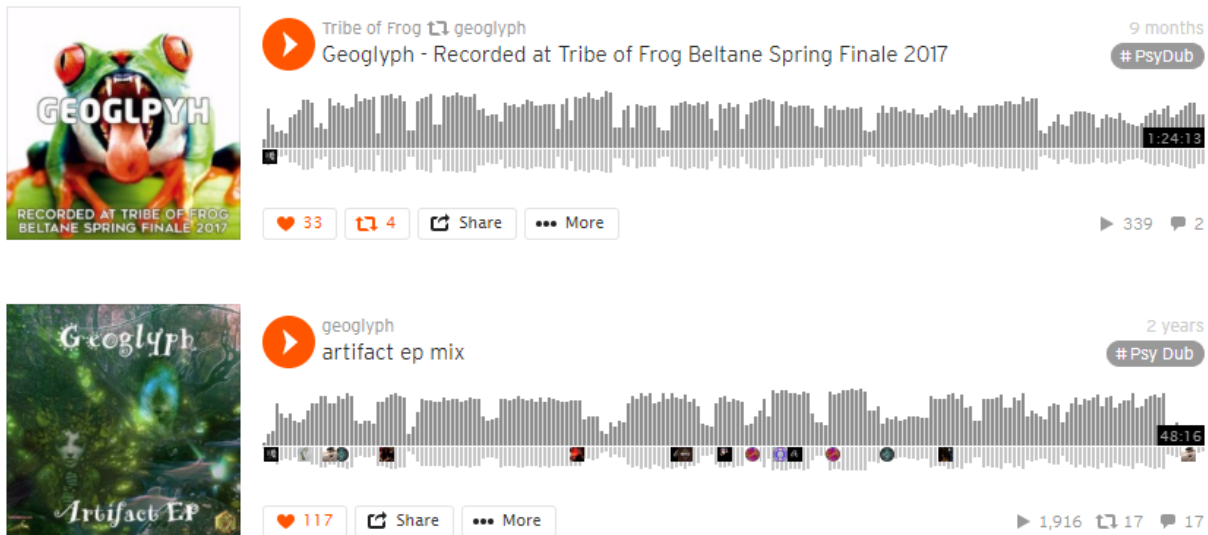 GEOGLPYH
RECORDED AT TRIBE OF FROG
BELTANE SPRING FINALE 2017
Tribe of Frog geoglyph
9 months
Geoglyph - Recorded at Tribe of Frog Beltane Spring Finale 2017
# PsyDub
1:24:13
33
4
Share
More
339
2
Geoglyph
Artifact EP
geoglyph
2 years
artifact ep mix
# Psy Dub
48:16
117
Share
More
1,916
17
17